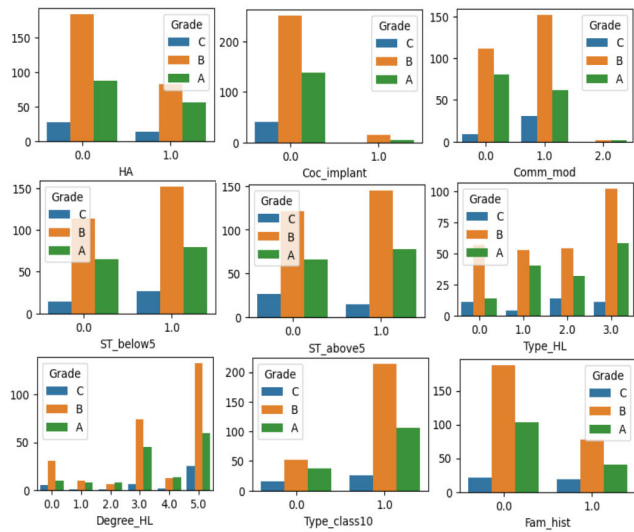 150
100
50
0
Grade
C
B
A
0.0 1.0
HA
200
100
0
Grade
C
B
A
0.0 1.0
Coc_implant
150
100
50
0
Grade
C
B
A
0.0 1.0 2.0
Comm_mod
150
100
50
0
Grade
C
B
A
0.0 1.0
ST_below5
150
100
50
0
Grade
C
B
A
0.0 1.0
ST_above5
100
75
50
25
0
Grade
C
B
A
0.0 1.0 2.0 3.0
Type_HL
100
50
0
Grade
C
B
A
0.0 1.0 2.0 3.0 4.0 5.0
Degree_HL
200
150
100
50
0
Grade
C
B
A
0.0 1.0
Type_class10
150
100
50
0
Grade
C
B
A
0.0 1.0
Fam_hist